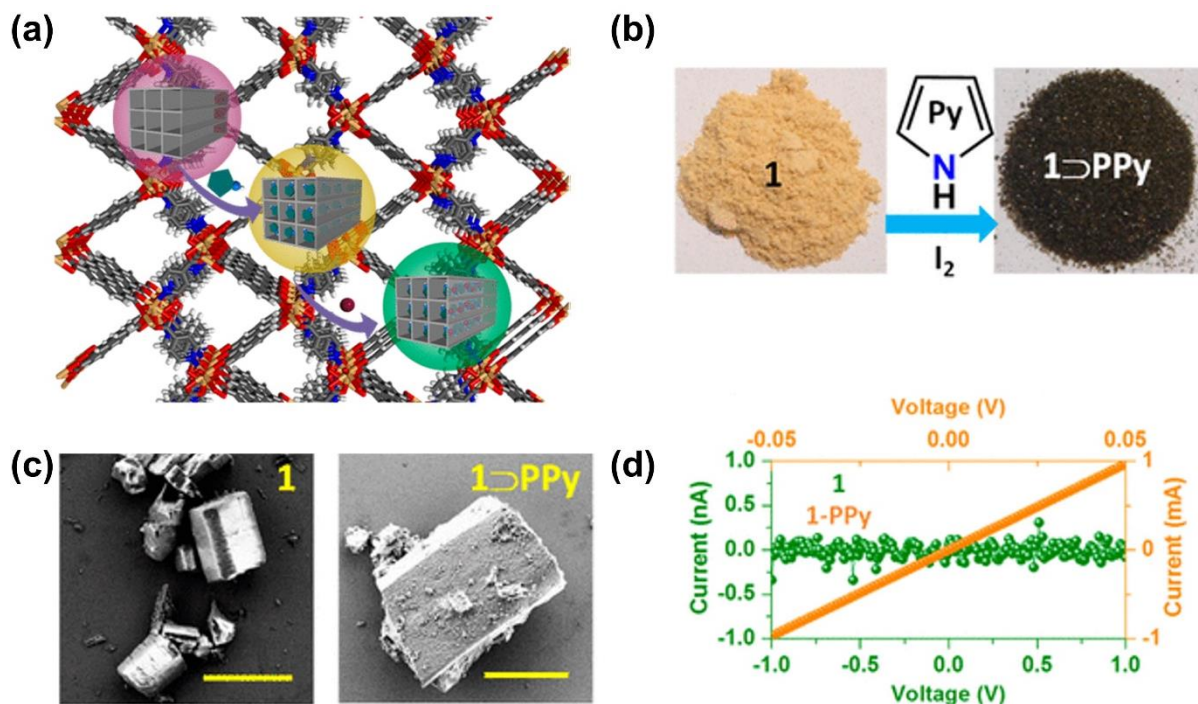 (a)
(b)
1
Py
N
H
I₂
1⊃PPy
(c)
1
1⊃PPy
(d)
Voltage (V)
-0.05 0.00 0.05
1.0
0.5
0.0
-0.5
-1.0
Current (nA)
1
1-PPy
1
0
-1
Current (mA)
-1.0 -0.5 0.0 0.5 1.0
Voltage (V)